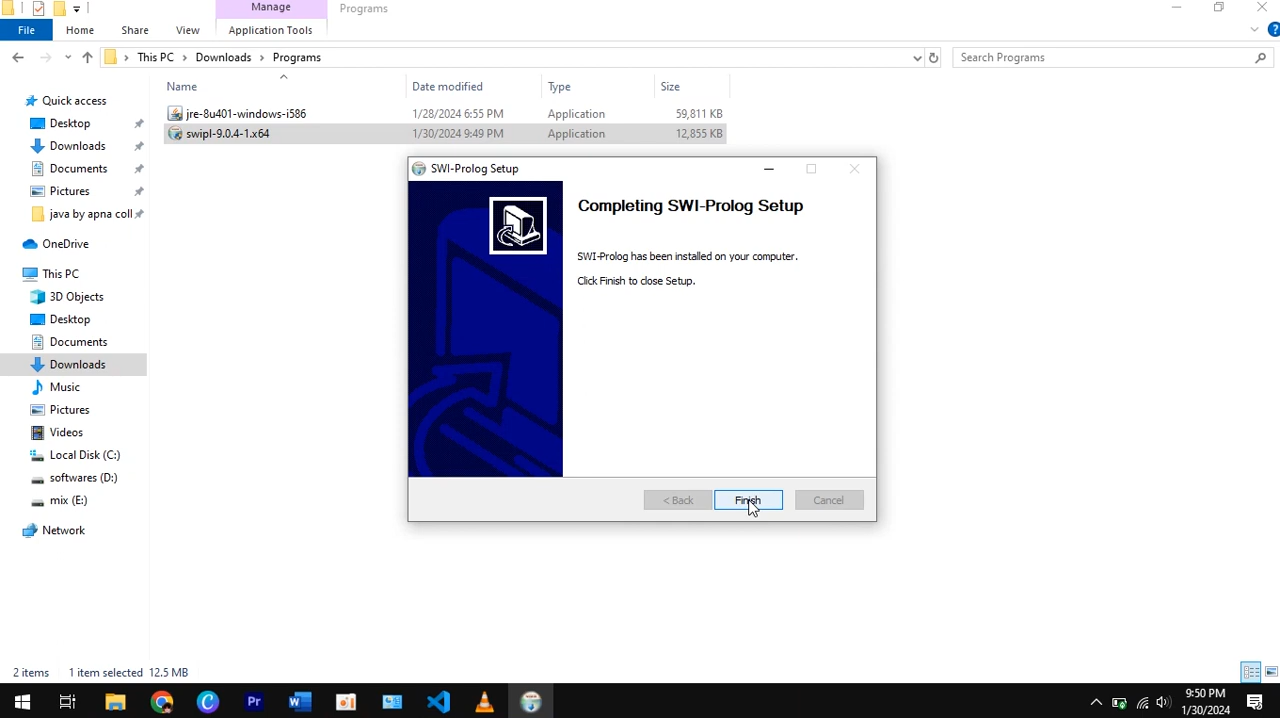 Manage
Programs
File
Home
Share
View
Application Tools
This PC > Downloads > Programs
Search Programs
Name
Date modified
Type
Size
Quick access
Desktop
Downloads
Documents
Pictures
java by apna coll
OneDrive
This PC
3D Objects
Desktop
Documents
Downloads
Music
Pictures
Videos
Local Disk (C:)
softwares (D:)
mix (E:)
Network
jre-8u401-windows-i586 1/28/2024 6:55 PM Application 59,811 KB
swipl-9.0.4-1.x64 1/30/2024 9:49 PM Application 12,855 KB
SWI-Prolog Setup
Completing SWI-Prolog Setup
SWI-Prolog has been installed on your computer.
Click Finish to close Setup.
< Back
Finish
Cancel
2 items 1 item selected 12.5 MB
9:50 PM
1/30/2024